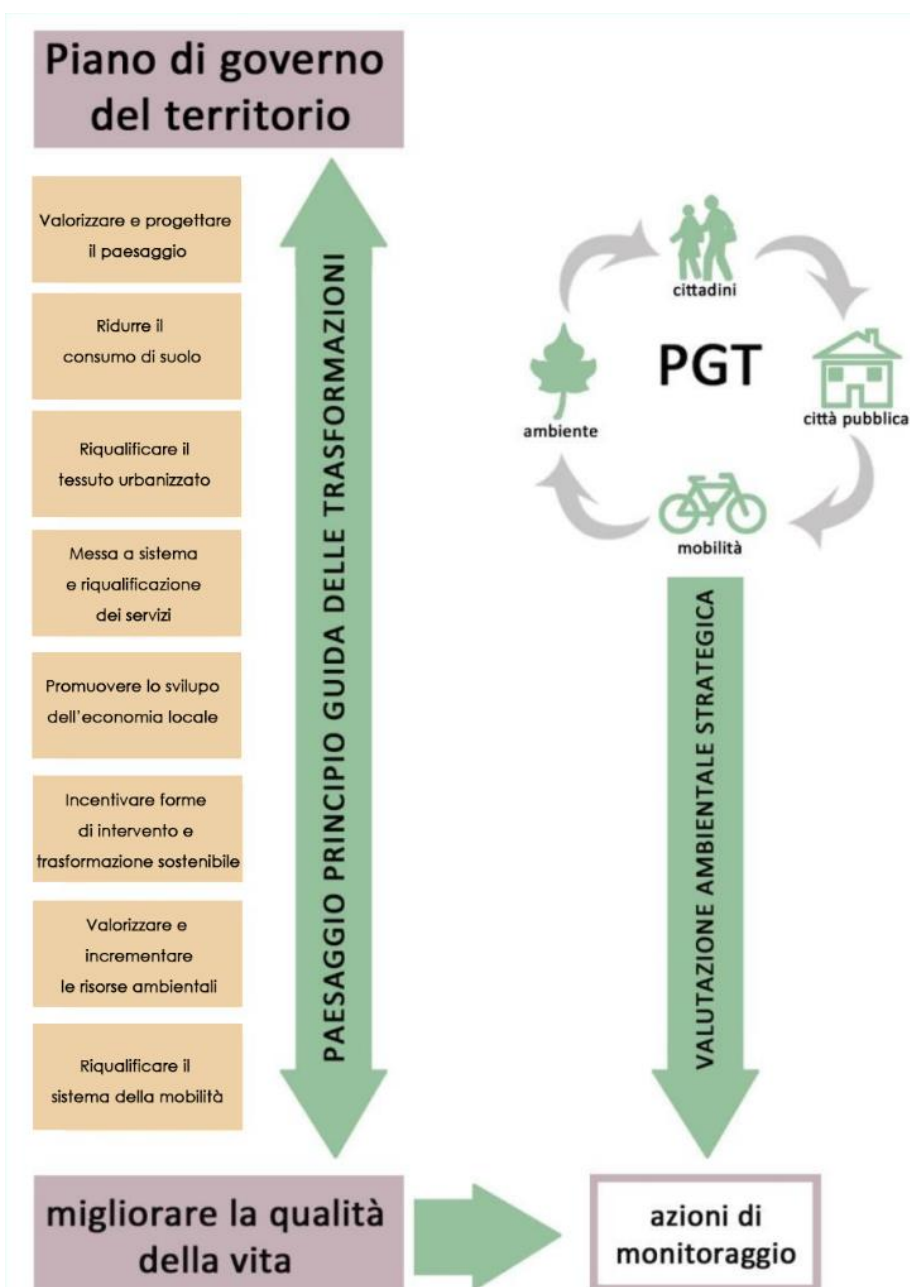 Piano di governo
del territorio
Valorizzare e progettare
il paesaggio
Ridurre il
consumo di suolo
Riqualificare il
tessuto urbanizzato
Messa a sistema
e riqualificazione
dei servizi
Promuovere lo svilupo
dell'economia locale
Incentivare forme
di intervento e
trasformazione sostenibile
Valorizzare e
incrementare
le risorse ambientali
Riqualificare il
sistema della mobilità
PAESAGGIO PRINCIPIO GUIDA DELLE TRASFORMAZIONI
cittadini
PGT
città pubblica
ambiente
mobilità
VALUTAZIONE AMBIENTALE STRATEGICA
migliorare la qualità
della vita
azioni di
monitoraggio